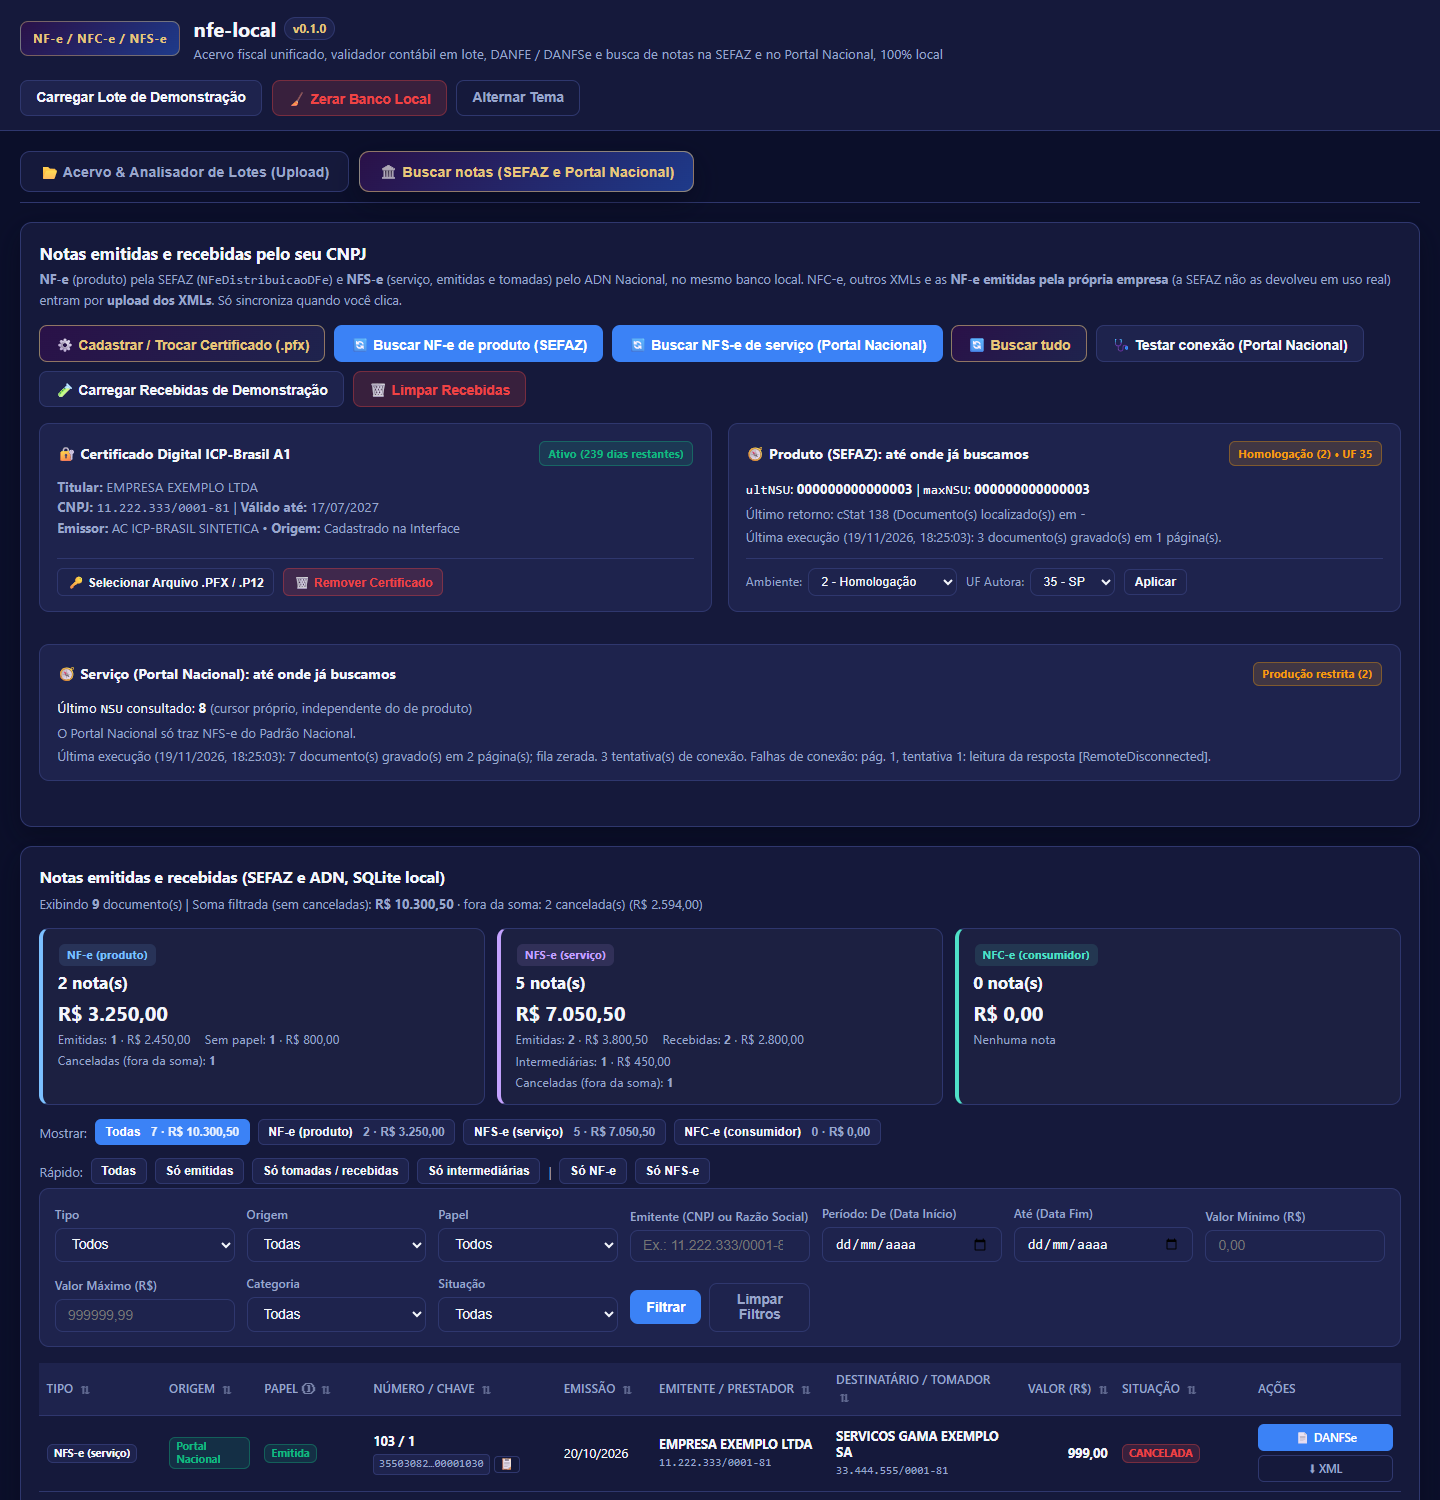 NF-e / NFC-e / NFS-e
nfe-local v0.1.0
Acervo fiscal unificado, validador contábil em lote, DANFE / DANFSe e busca de notas na SEFAZ e no Portal Nacional, 100% local
Carregar Lote de Demonstração Zerar Banco Local Alternar Tema
Acervo & Analisador de Lotes (Upload) Buscar notas (SEFAZ e Portal Nacional)
Notas emitidas e recebidas pelo seu CNPJ
NF-e (produto) pela SEFAZ (NFeDistribuicaoDFe) e NFS-e (serviço, emitidas e tomadas) pelo ADN Nacional, no mesmo banco local. NFC-e, outros XMLs e as NF-e emitidas pela própria empresa (a SEFAZ não as devolveu em uso real)
entram por upload dos XMLs. Só sincroniza quando você clica.
Cadastrar / Trocar Certificado (.pfx) Buscar NF-e de produto (SEFAZ) Buscar NFS-e de serviço (Portal Nacional) Buscar tudo Testar conexão (Portal Nacional)
Carregar Recebidas de Demonstração Limpar Recebidas
Certificado Digital ICP-Brasil A1 Ativo (239 dias restantes)
Titular: EMPRESA EXEMPLO LTDA
CNPJ: 11.222.333/0001-81 | Válido até: 17/07/2027
Emissor: AC ICP-BRASIL SINTETICA • Origem: Cadastrado na Interface
Selecionar Arquivo .PFX / .P12 Remover Certificado
Produto (SEFAZ): até onde já buscamos Homologação (2) • UF 35
ultNSU: 000000000000003 | maxNSU: 000000000000003
Último retorno: cStat 138 (Documento(s) localizado(s)) em -
Última execução (19/11/2026, 18:25:03): 3 documento(s) gravado(s) em 1 página(s).
Ambiente: 2 - Homologação UF Autora: 35 - SP Aplicar
Serviço (Portal Nacional): até onde já buscamos Produção restrita (2)
Último NSU consultado: 8 (cursor próprio, independente do de produto)
O Portal Nacional só traz NFS-e do Padrão Nacional.
Última execução (19/11/2026, 18:25:03): 7 documento(s) gravado(s) em 2 página(s); fila zerada. 3 tentativa(s) de conexão. Falhas de conexão: pág. 1, tentativa 1: leitura da resposta [RemoteDisconnected].
Notas emitidas e recebidas (SEFAZ e ADN, SQLite local)
Exibindo 9 documento(s) | Soma filtrada (sem canceladas): R$ 10.300,50 · fora da soma: 2 cancelada(s) (R$ 2.594,00)
NF-e (produto)
2 nota(s)
R$ 3.250,00
Emitidas: 1 · R$ 2.450,00 Sem papel: 1 · R$ 800,00
Canceladas (fora da soma): 1
NFS-e (serviço)
5 nota(s)
R$ 7.050,50
Emitidas: 2 · R$ 3.800,50 Recebidas: 2 · R$ 2.800,00
Intermediárias: 1 · R$ 450,00
Canceladas (fora da soma): 1
NFC-e (consumidor)
0 nota(s)
R$ 0,00
Nenhuma nota
Mostrar: Todas 7 · R$ 10.300,50 NF-e (produto) 2 · R$ 3.250,00 NFS-e (serviço) 5 · R$ 7.050,50 NFC-e (consumidor) 0 · R$ 0,00
Rápido: Todas Só emitidas Só tomadas / recebidas Só intermediárias | Só NF-e Só NFS-e
Tipo Origem Papel Emitente (CNPJ ou Razão Social) Período: De (Data Início) Até (Data Fim) Valor Mínimo (R$)
Todos Todas Todos Ex.: 11.222.333/0001-8 dd/mm/aaaa dd/mm/aaaa 0,00
Valor Máximo (R$) Categoria Situação
999999,99 Todas Todas Filtrar Limpar Filtros
TIPO ORIGEM PAPEL NÚMERO / CHAVE EMISSÃO EMITENTE / PRESTADOR DESTINATÁRIO / TOMADOR VALOR (R$) SITUAÇÃO AÇÕES
NFS-e (serviço) Portal Nacional Emitida 103 / 1 20/10/2026 EMPRESA EXEMPLO LTDA SERVICOS GAMA EXEMPLO SA 999,00 CANCELADA DANFSe
35503082…00001030 11.222.333/0001-81 33.444.555/0001-81 XML